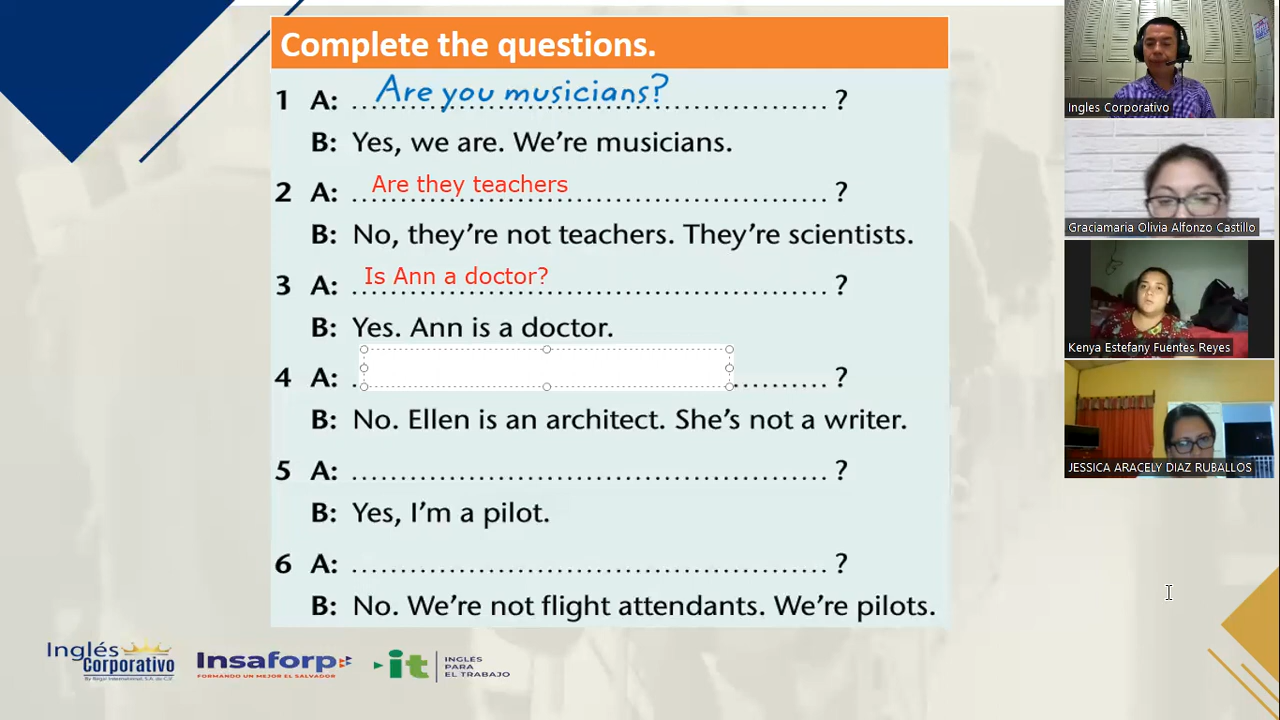 Complete the questions.
1 A: Are you musicians? ?
B: Yes, we are. We're musicians.
2 A: Are they teachers ?
B: No, they're not teachers. They're scientists.
3 A: Is Ann a doctor? ?
B: Yes. Ann is a doctor.
4 A: ?
B: No. Ellen is an architect. She's not a writer.
5 A: ?
B: Yes, I'm a pilot.
6 A: ?
B: No. We're not flight attendants. We're pilots.
Ingles Corporativo
Graciamaria Olivia Alfonzo Castillo
Kenya Estefany Fuentes Reyes
JESSICA ARACELY DIAZ RUBALLOS
Inglés
Corporativo
Insaforp
FORMANDO UN MEJOR EL SALVADOR
it
INGLÉS
PARA
EL TRABAJO